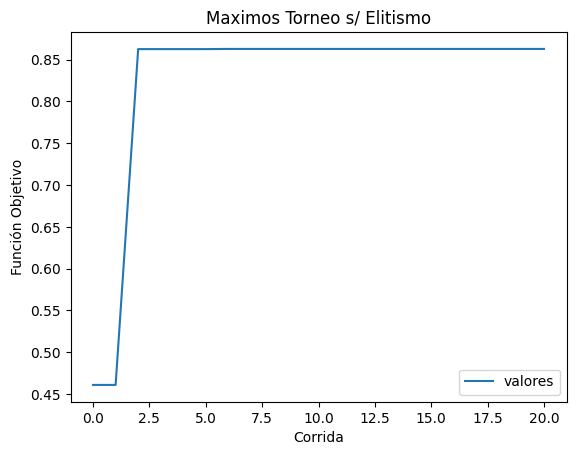 Maximos Torneo s/ Elitismo
0.85
0.80
0.75
0.70
0.65
0.60
0.55
0.50
0.45
Función Objetivo
valores
0.0 2.5 5.0 7.5 10.0 12.5 15.0 17.5 20.0
Corrida